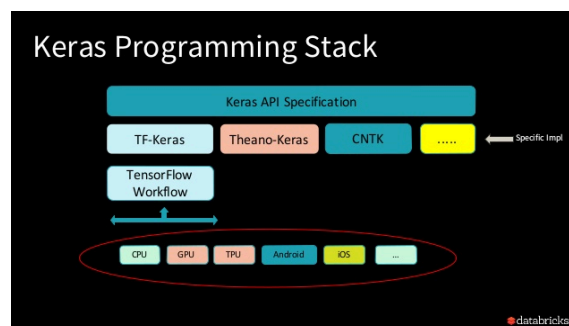 Keras Programming Stack
Keras API Specification
TF-Keras
Theano-Keras
CNTK
.....
Specific Impl
TensorFlow
Workflow
CPU
GPU
TPU
Android
iOS
...
databricks